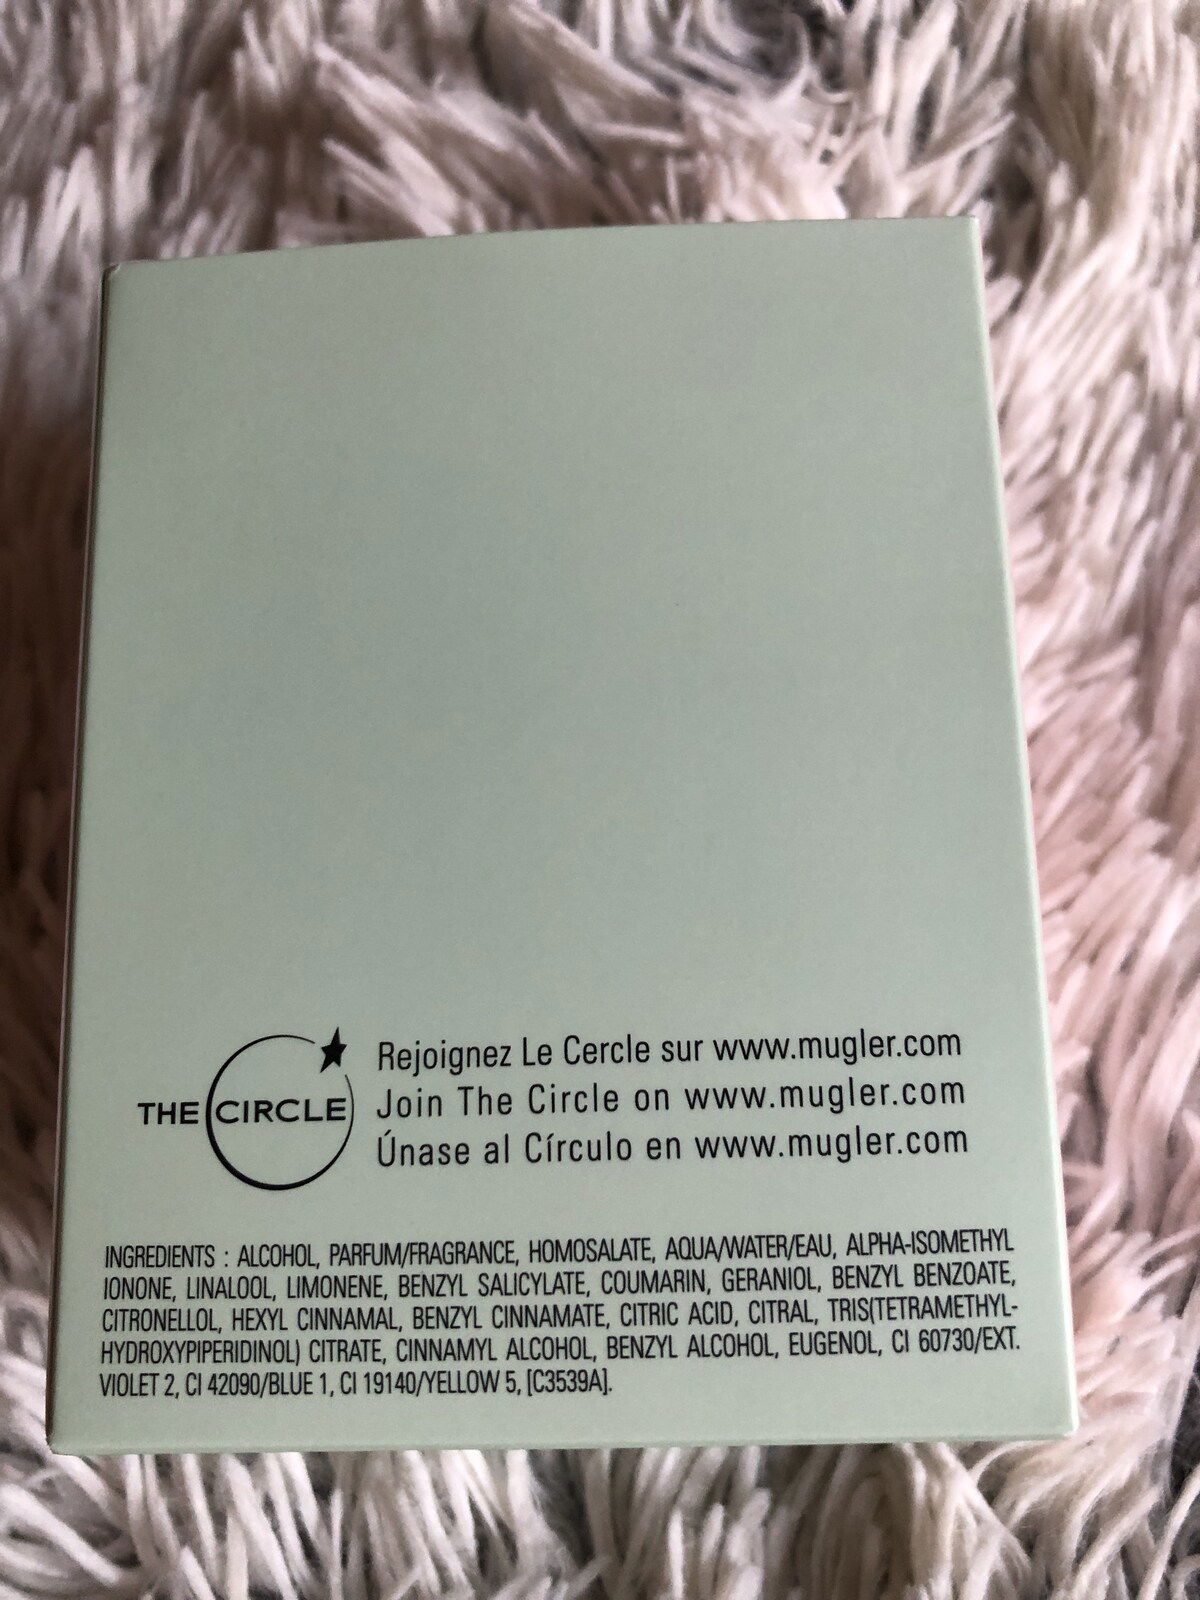 THE CIRCLE
Rejoignez Le Cercle sur www.mugler.com
Join The Circle on www.mugler.com
Únase al Círculo en www.mugler.com
INGREDIENTS : ALCOHOL, PARFUM/FRAGRANCE, HOMOSALATE, AQUA/WATER/EAU, ALPHA-ISOMETHYL
IONONE, LINALOOL, LIMONENE, BENZYL SALICYLATE, COUMARIN, GERANIOL, BENZYL BENZOATE,
CITRONELLOL, HEXYL CINNAMAL, BENZYL CINNAMATE, CITRIC ACID, CITRAL, TRIS(TETRAMETHYL-
HYDROXYPIPERIDINOL) CITRATE, CINNAMYL ALCOHOL, BENZYL ALCOHOL, EUGENOL, CI 60730/EXT.
VIOLET 2, CI 42090/BLUE 1, CI 19140/YELLOW 5, [C3539A].